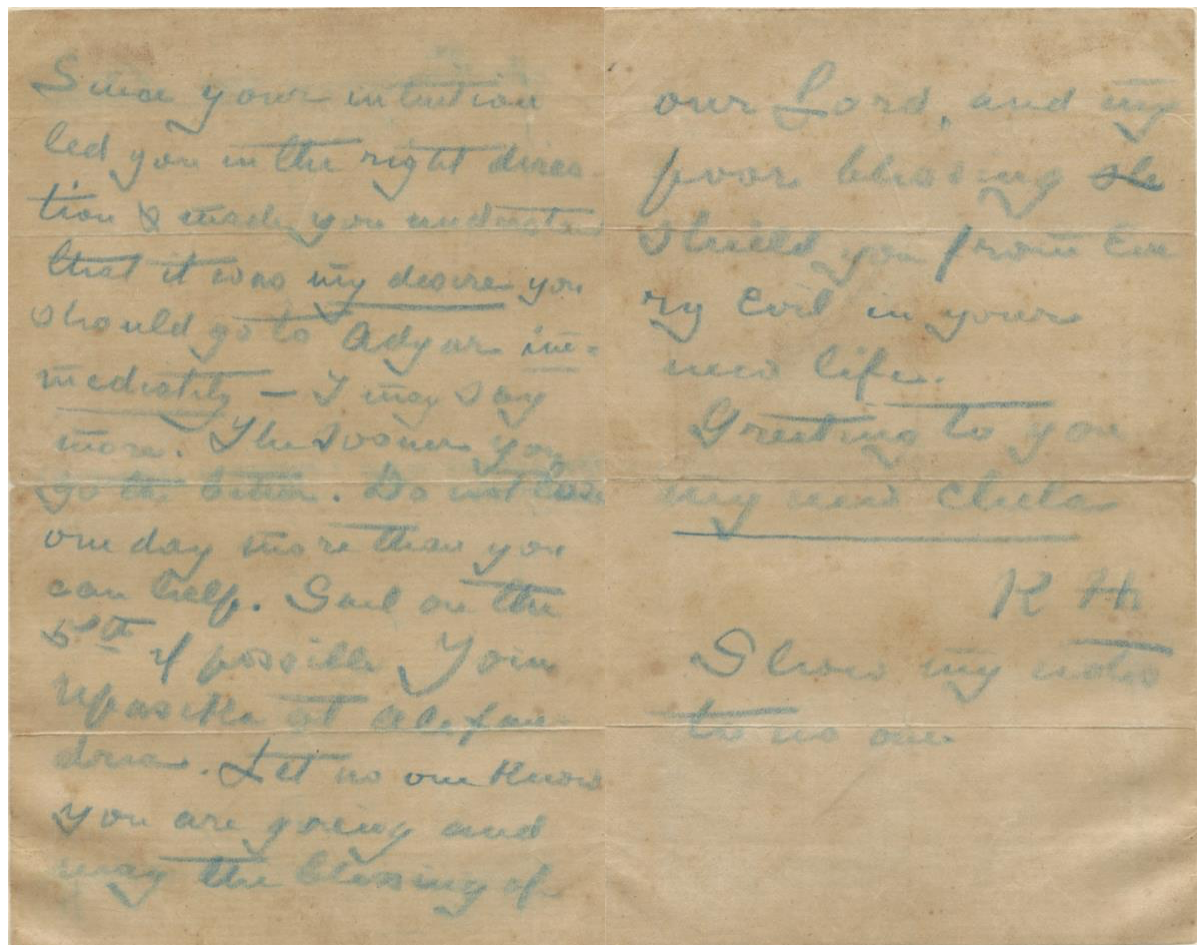 Since your intuition
led you in the right direc
tion & made you understand
that it was my desire you
should go to Adyar im=
mediately — I may say
more. The sooner you
go the better. Do not lose
one day more than you
can help. Sail on the
5th if possible. Join
Upasika at Alexan-
dria. Let no one know
you are going and
may the blessing of
our Lord, and my
poor blessing sh
shield you from Eve
ry Evil in your
new life.
Greeting to you
my new chela
K H
Show my notes
to no one.